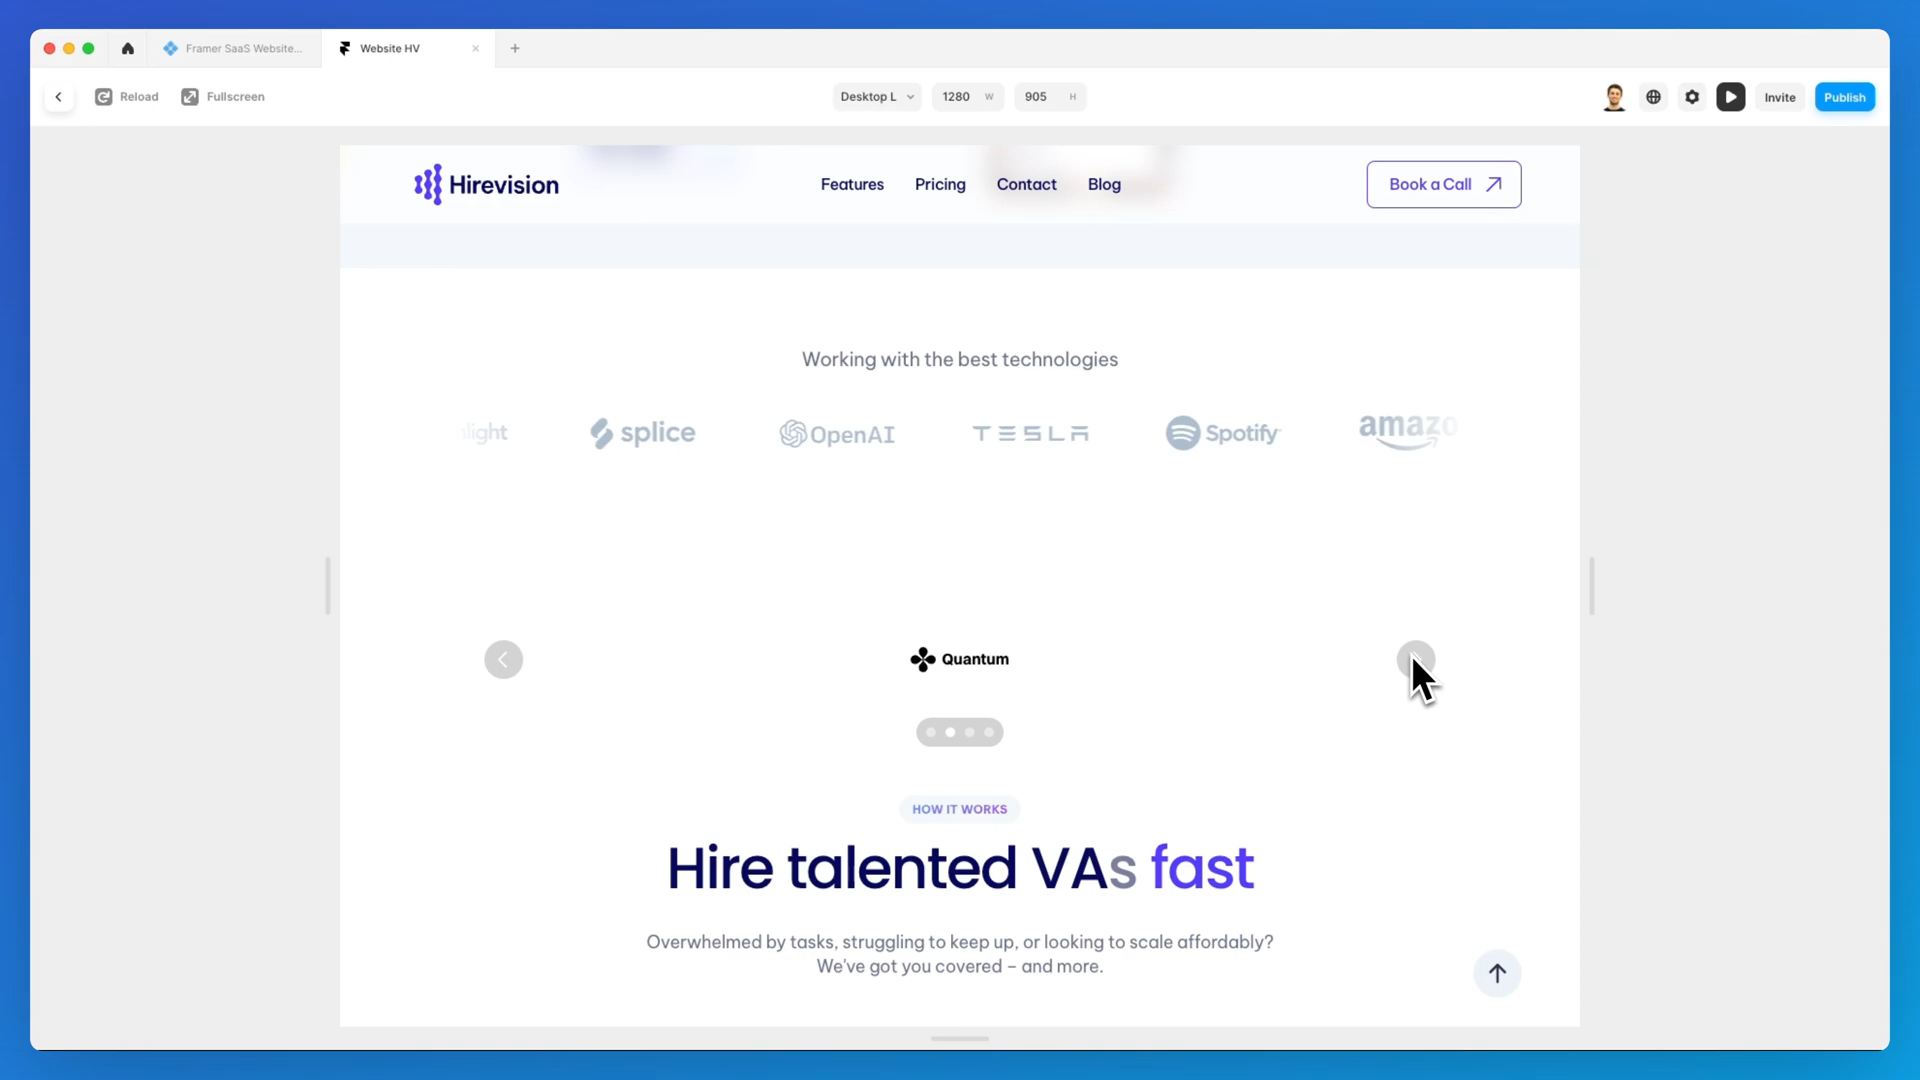 Framer SaaS Website...
Website HV
Reload
Fullscreen
Desktop L
1280 W
905 H
Invite
Publish
Hirevision
Features
Pricing
Contact
Blog
Book a Call
Working with the best technologies
light
splice
OpenAI
TESLA
Spotify
amazo
Quantum
HOW IT WORKS
Hire talented VAs fast
Overwhelmed by tasks, struggling to keep up, or looking to scale affordably?
We've got you covered – and more.